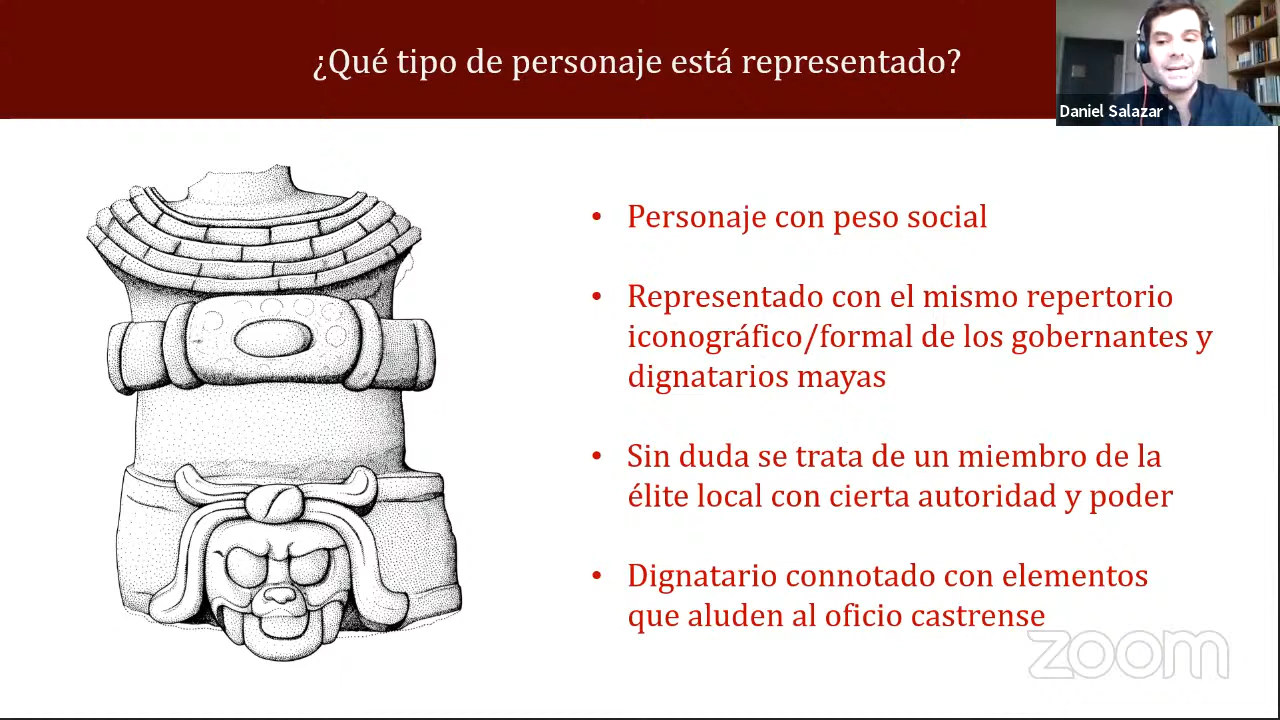 ¿Qué tipo de personaje está representado?
Daniel Salazar
• Personaje con peso social
• Representado con el mismo repertorio
iconográfico/formal de los gobernantes y
dignatarios mayas
• Sin duda se trata de un miembro de la
élite local con cierta autoridad y poder
• Dignatario connotado con elementos
que aluden al oficio castrense
zoom